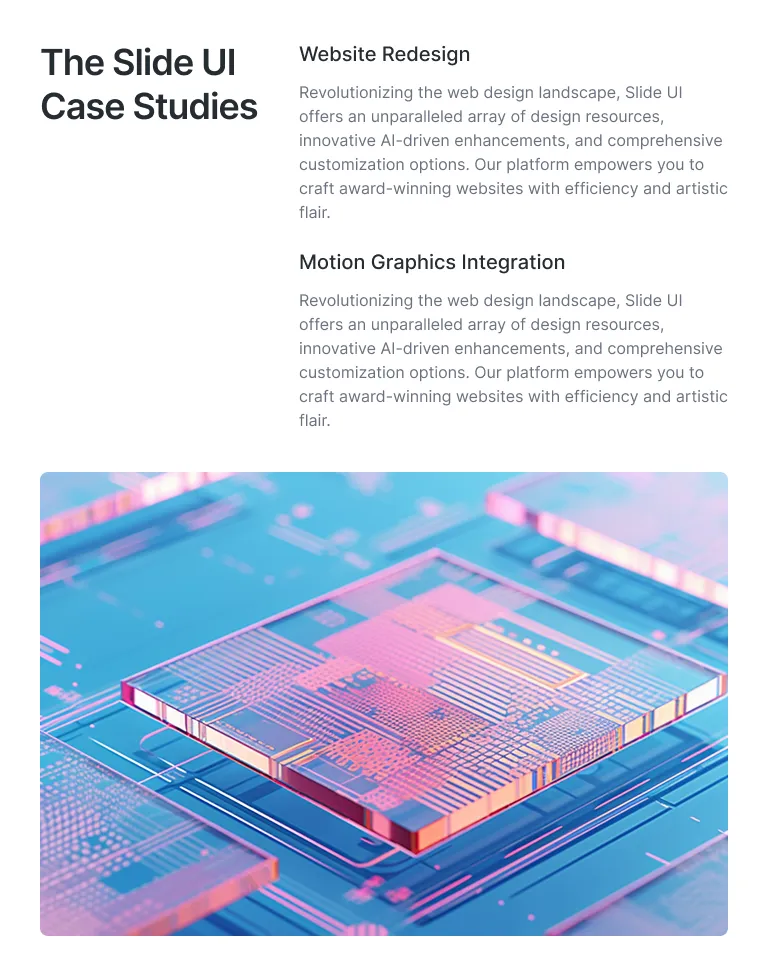 The Slide UI
Case Studies
Website Redesign
Revolutionizing the web design landscape, Slide UI
offers an unparalleled array of design resources,
innovative AI-driven enhancements, and comprehensive
customization options. Our platform empowers you to
craft award-winning websites with efficiency and artistic
flair.
Motion Graphics Integration
Revolutionizing the web design landscape, Slide UI
offers an unparalleled array of design resources,
innovative AI-driven enhancements, and comprehensive
customization options. Our platform empowers you to
craft award-winning websites with efficiency and artistic
flair.